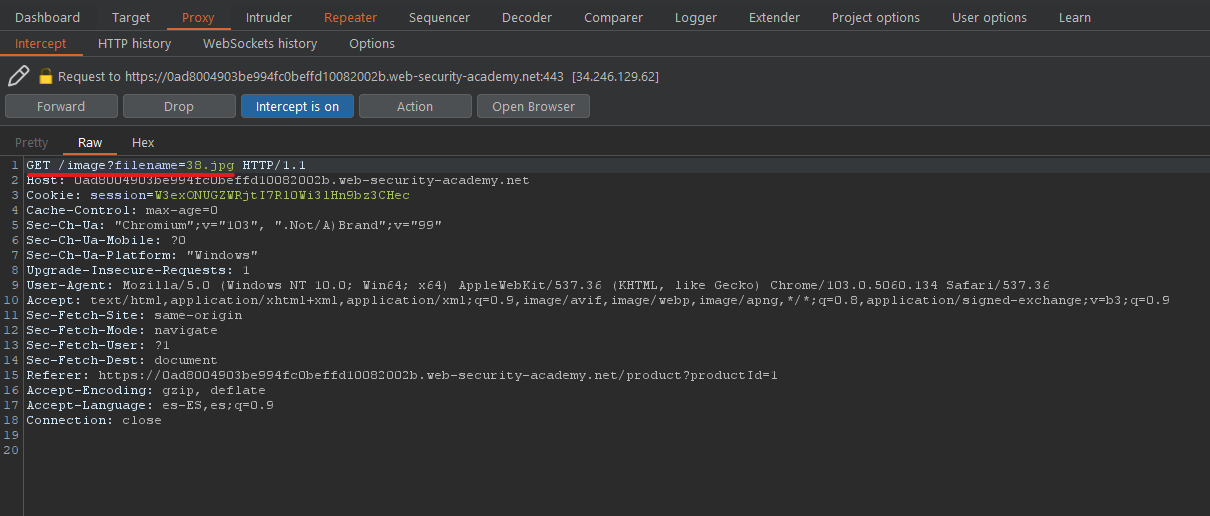 Dashboard Target Proxy Intruder Repeater Sequencer Decoder Comparer Logger Extender Project options User options Learn
Intercept HTTP history WebSockets history Options
Request to https://0ad8004903be994fc0beffd10082002b.web-security-academy.net:443 [34.246.129.62]
Forward Drop Intercept is on Action Open Browser
Pretty Raw Hex
1 GET /image?filename=38.jpg HTTP/1.1
2 Host: 0ad8004903be994fc0beffd10082002b.web-security-academy.net
3 Cookie: session=
4 Cache-Control: max-age=0
5 Sec-Ch-Ua: "Chromium";v="103", ".Not/A)Brand";v="99"
6 Sec-Ch-Ua-Mobile: ?0
7 Sec-Ch-Ua-Platform: "Windows"
8 Upgrade-Insecure-Requests: 1
9 User-Agent: Mozilla/5.0 (Windows NT 10.0; Win64; x64) AppleWebKit/537.36 (KHTML, like Gecko) Chrome/103.0.5060.134 Safari/537.36
10 Accept: text/html,application/xhtml+xml,application/xml;q=0.9,image/avif,image/webp,image/apng,*/*;q=0.8,application/signed-exchange;v=b3;q=0.9
11 Sec-Fetch-Site: same-origin
12 Sec-Fetch-Mode: navigate
13 Sec-Fetch-User: ?1
14 Sec-Fetch-Dest: document
15 Referer: https://0ad8004903be994fc0beffd10082002b.web-security-academy.net/product?productId=1
16 Accept-Encoding: gzip, deflate
17 Accept-Language: es-ES,es;q=0.9
18 Connection: close
19
20